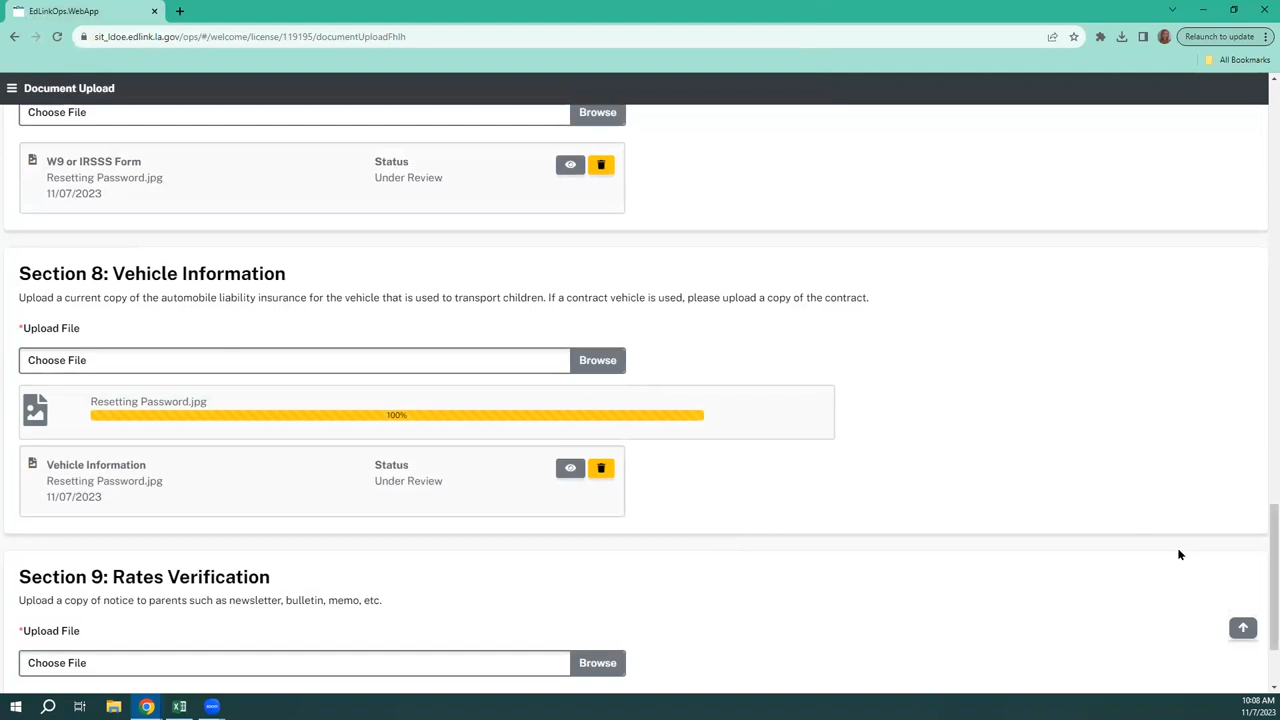 EdLinkOps.WebApp
sit_ldoe.edlink.la.gov/ops/#/welcome/license/119195/documentUploadFhlh
Relaunch to update
All Bookmarks
Document Upload
Choose File
Browse
W9 or IRSSS Form
Status
Resetting Password.jpg
Under Review
11/07/2023
Section 8: Vehicle Information
Upload a current copy of the automobile liability insurance for the vehicle that is used to transport children. If a contract vehicle is used, please upload a copy of the contract.
*Upload File
Choose File
Browse
Resetting Password.jpg
100%
Vehicle Information
Status
Resetting Password.jpg
Under Review
11/07/2023
Section 9: Rates Verification
Upload a copy of notice to parents such as newsletter, bulletin, memo, etc.
*Upload File
Choose File
Browse
10:08 AM
11/7/2023